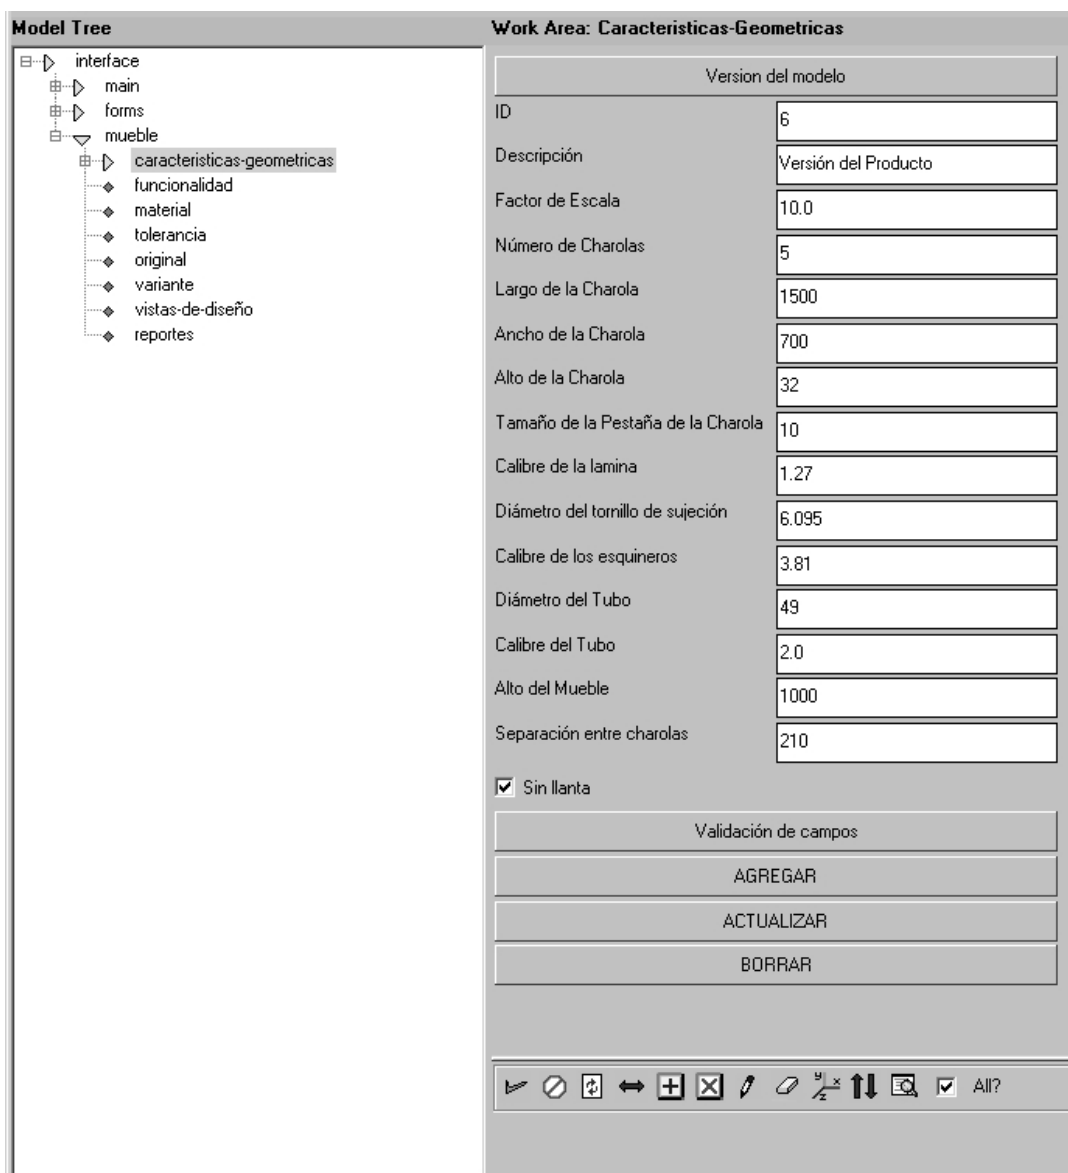 Model Tree
interface
main
forms
mueble
caracteristicas-geometricas
funcionalidad
material
tolerancia
original
variante
vistas-de-diseño
reportes
Work Area: Caracteristicas-Geometricas
Version del modelo
ID 6
Descripción Versión del Producto
Factor de Escala 10.0
Número de Charolas 5
Largo de la Charola 1500
Ancho de la Charola 700
Alto de la Charola 32
Tamaño de la Pestaña de la Charola 10
Calibre de la lamina 1.27
Diámetro del tornillo de sujeción 6.095
Calibre de los esquineros 3.81
Diámetro del Tubo 49
Calibre del Tubo 2.0
Alto del Mueble 1000
Separación entre charolas 210
Sin llanta
Validación de campos
AGREGAR
ACTUALIZAR
BORRAR
y x z
All?